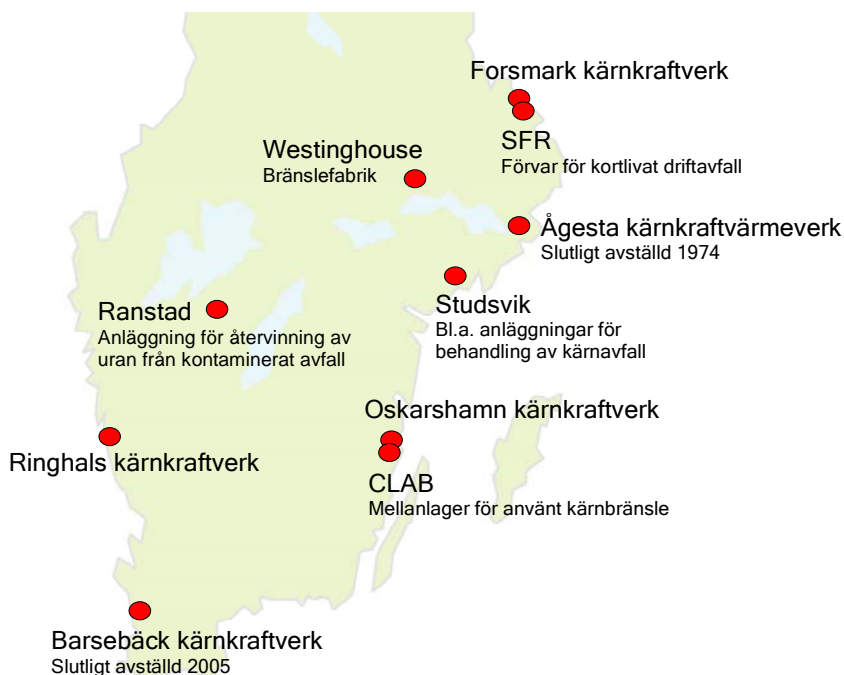 Forsmark kärnkraftverk
SFR
Förvar för kortlivat driftavfall
Westinghouse
Bränslefabrik
Ågesta kärnkraftvärmeverk
Slutligt avställd 1974
Studsvik
Bl.a. anläggningar för
behandling av kärnavfall
Ranstad
Anläggning för återvinning av
uran från kontaminerat avfall
Oskarshamn kärnkraftverk
CLAB
Mellanlager för använt kärnbränsle
Ringhals kärnkraftverk
Barsebäck kärnkraftverk
Slutligt avställd 2005